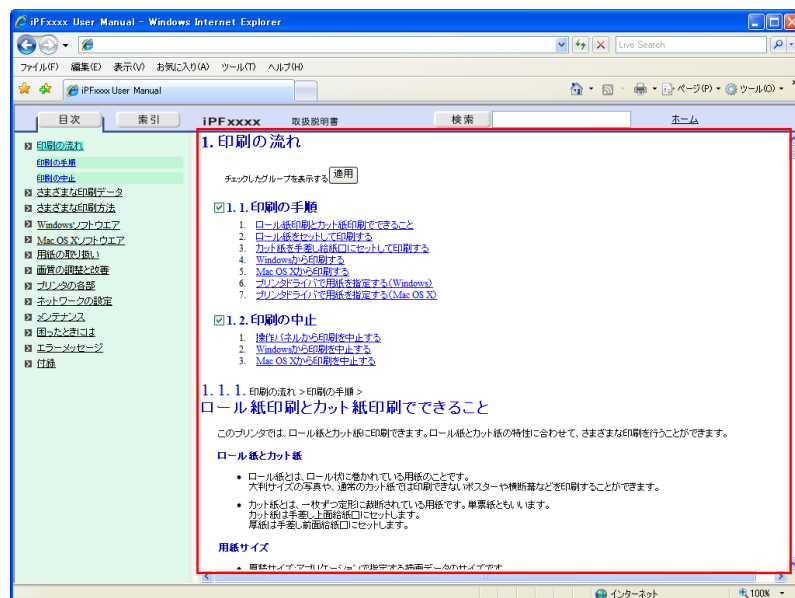 iPFxxxx User Manual - Windows Internet Explorer
Live Search
ファイル(F) 編集(E) 表示(V) お気に入り(A) ツール(T) ヘルプ(H)
iPFxxxx User Manual
ページ(P) ツール(O)
目次 索引 iPFxxxx 取扱説明書 検索 ホーム
印刷の流れ
印刷の手順
印刷の中止
さまざまな印刷データ
さまざまな印刷方法
Windowsソフトウエア
Mac OS Xソフトウエア
用紙の取り扱い
画質の調整と改善
プリンタの各部
ネットワークの設定
メンテナンス
困ったときには
エラーメッセージ
付録
1. 印刷の流れ
チェックしたグループを表示する 適用
1. 1. 印刷の手順
1. ロール紙印刷とカット紙印刷でできること
2. ロール紙をセットして印刷する
3. カット紙を手差し給紙口にセットして印刷する
4. Windowsから印刷する
5. Mac OS Xから印刷する
6. プリンタドライバで用紙を指定する(Windows)
7. プリンタドライバで用紙を指定する(Mac OS X)
1. 2. 印刷の中止
1. 操作パネルから印刷を中止する
2. Windowsから印刷を中止する
3. Mac OS Xから印刷を中止する
1. 1. 1. 印刷の流れ > 印刷の手順 >
ロール紙印刷とカット紙印刷でできること
このプリンタでは、ロール紙とカット紙に印刷できます。ロール紙とカット紙の特性に合わせて、さまざまな印刷を行うことができます。
ロール紙とカット紙
• ロール紙とは、ロール状に巻かれている用紙のことです。
大判サイズの写真や、通常のカット紙では印刷できないポスターや横断幕などを印刷することができます。
• カット紙とは、一枚ずつ定形に裁断されている用紙です。単票紙ともいいます。
カット紙は手差し上面給紙口にセットします。
厚紙は手差し前面給紙口にセットします。
用紙サイズ
• 原稿サイズ:アプリケーションで指定する描画データのサイズです
インターネット 100%